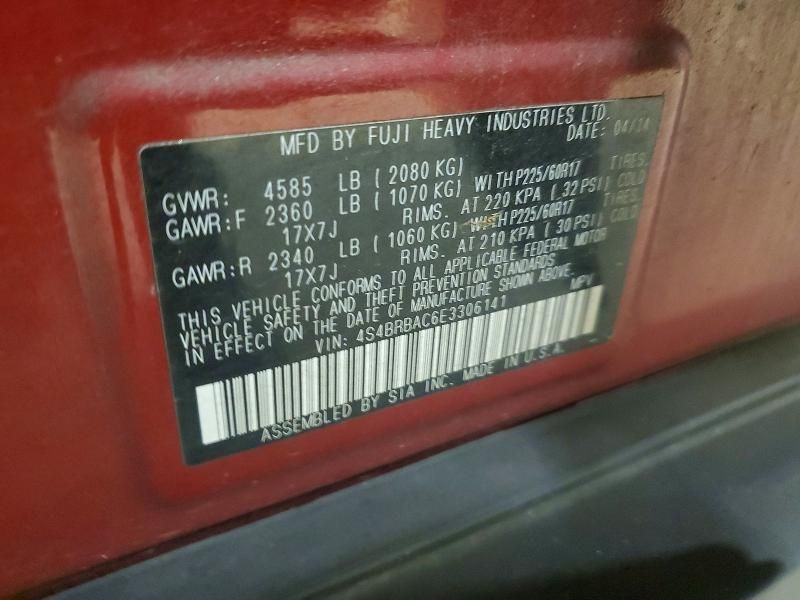 MFD BY FUJI HEAVY INDUSTRIES LTD.
DATE: 04/14
GVWR: 4585 LB ( 2080 KG)
GAWR:F 2360 LB ( 1070 KG) WITH P225/60R17 TIRES,
17X7J RIMS. AT 220 KPA ( 32 PSI) COLD
GAWR:R 2340 LB ( 1060 KG) WITH P225/60R17 TIRES,
17X7J RIMS. AT 210 KPA ( 30 PSI) COLD
THIS VEHICLE CONFORMS TO ALL APPLICABLE FEDERAL MOTOR
VEHICLE SAFETY AND THEFT PREVENTION STANDARDS
IN EFFECT ON THE DATE OF MANUFACTURE SHOWN ABOVE.
VIN: 4S4BRBAC6E3306141 MPV
ASSEMBLED BY SIA INC. MADE IN U.S.A.